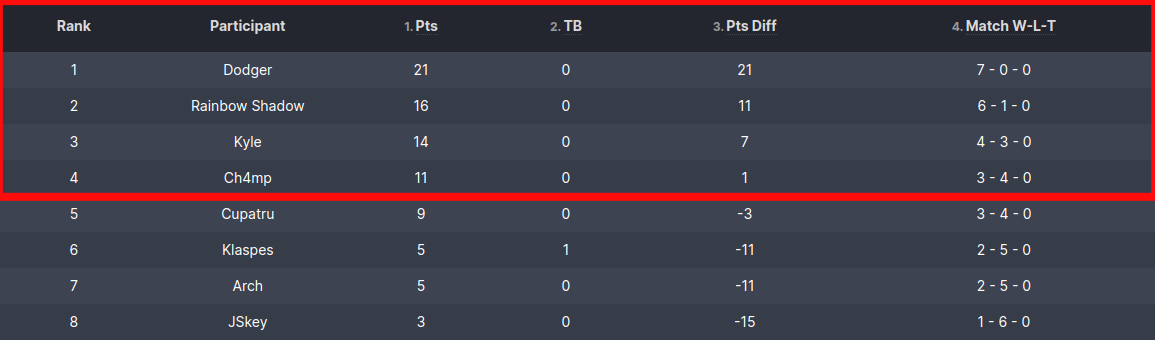 Rank Participant 1. Pts 2. TB 3. Pts Diff 4. Match W-L-T
1 Dodger 21 0 21 7 - 0 - 0
2 Rainbow Shadow 16 0 11 6 - 1 - 0
3 Kyle 14 0 7 4 - 3 - 0
4 Ch4mp 11 0 1 3 - 4 - 0
5 Cupatru 9 0 -3 3 - 4 - 0
6 Klaspes 5 1 -11 2 - 5 - 0
7 Arch 5 0 -11 2 - 5 - 0
8 JSkey 3 0 -15 1 - 6 - 0